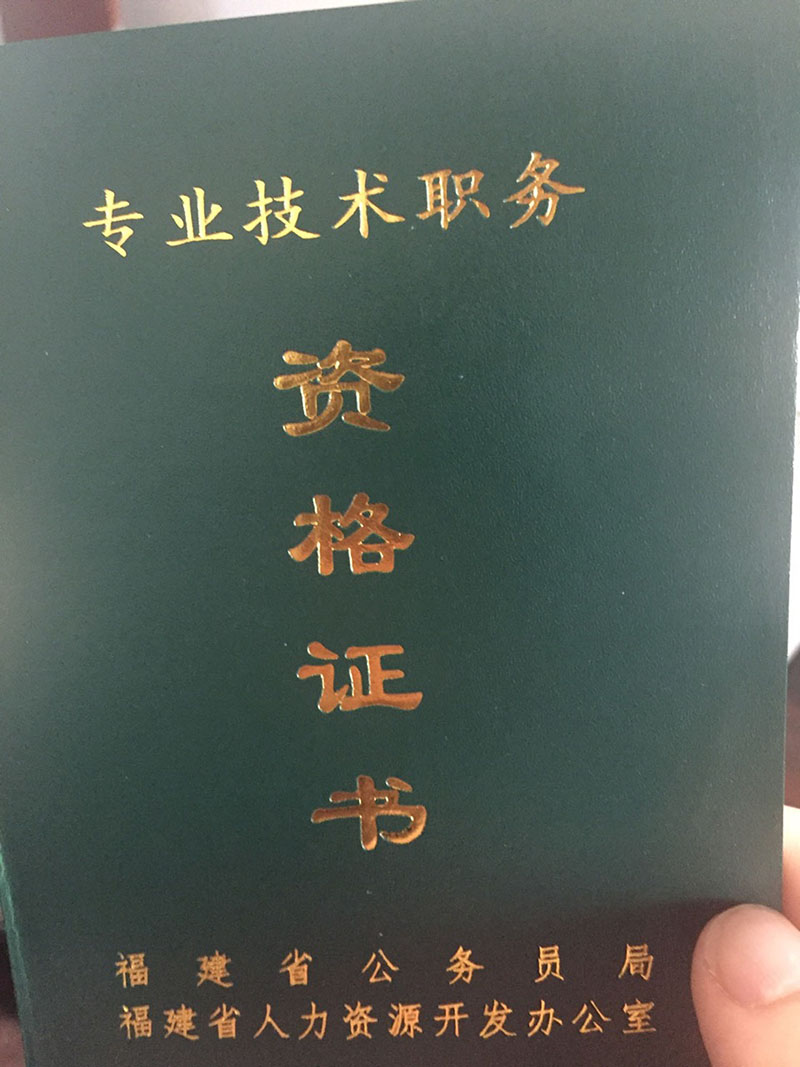 专业技术职务
资
格
证
书
福建省公务员局
福建省人力资源开发办公室